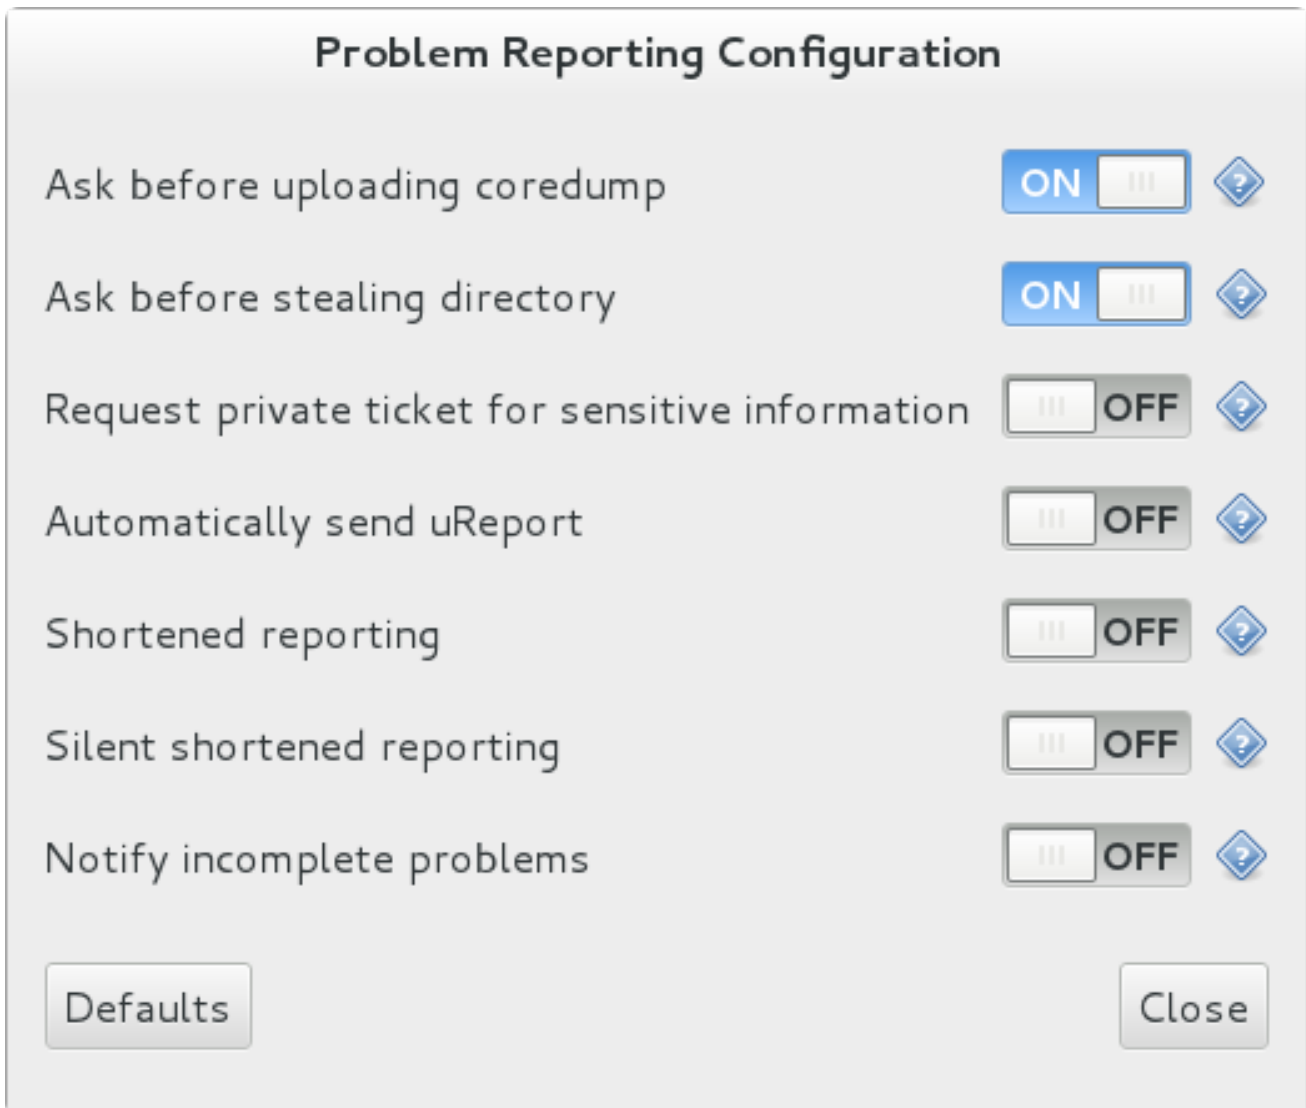 Problem Reporting Configuration
Ask before uploading coredump ON ?
Ask before stealing directory ON ?
Request private ticket for sensitive information OFF ?
Automatically send uReport OFF ?
Shortened reporting OFF ?
Silent shortened reporting OFF ?
Notify incomplete problems OFF ?
Defaults Close